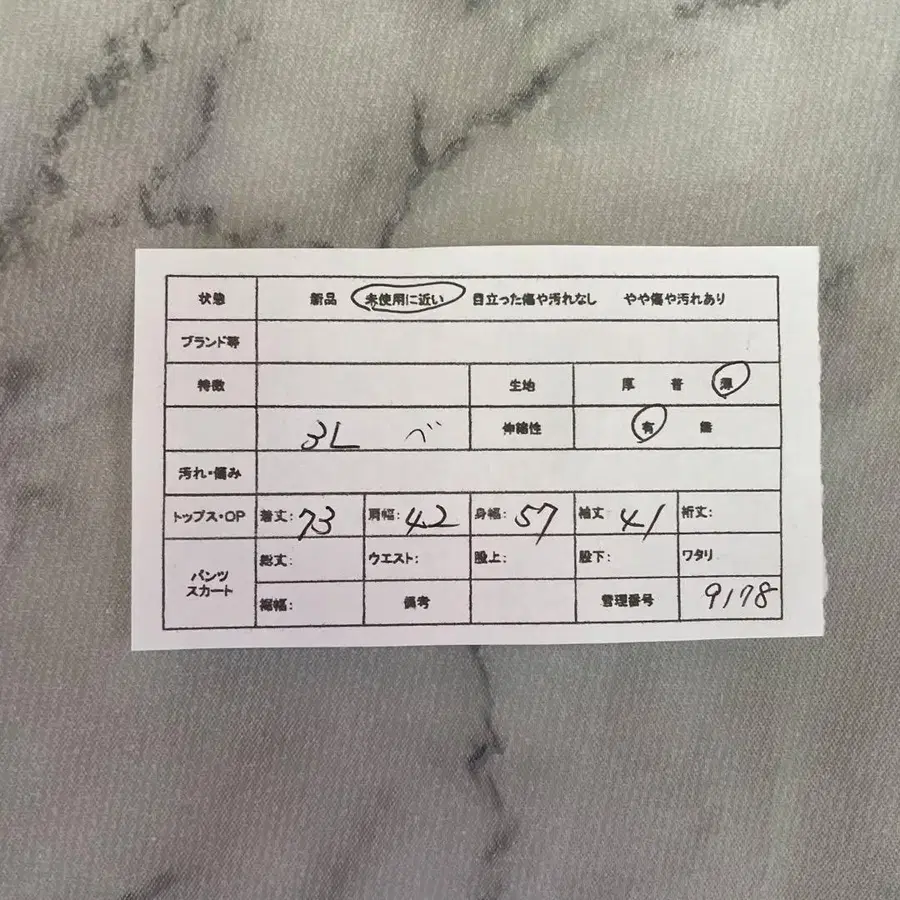 状態 新品 未使用に近い 目立った傷や汚れなし やや傷や汚れあり
ブランド等
特徴 生地 厚 普 薄
3L ベ 伸縮性 有 無
汚れ・傷み
トップス・OP 着丈: 73 肩幅: 42 身幅: 57 袖丈 41 裄丈:
パンツ スカート 総丈: ウエスト: 股上: 股下: ワタリ
裾幅: 備考 管理番号 9178